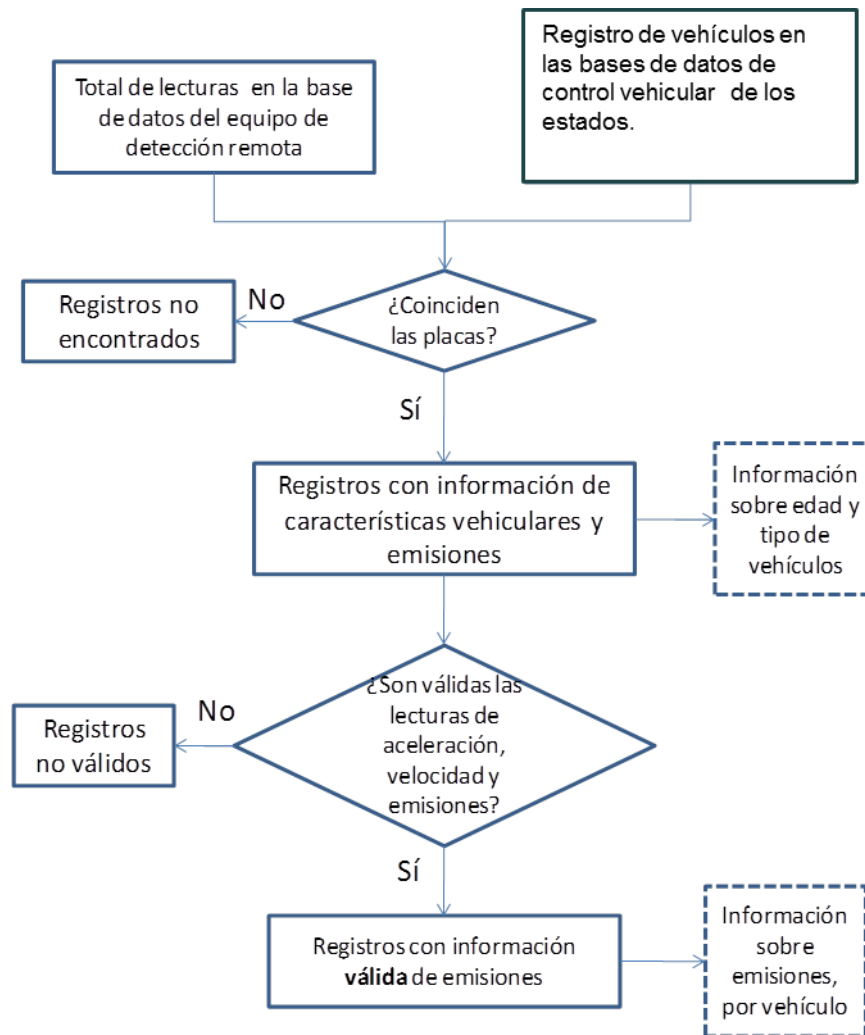 Total de lecturas en la base
de datos del equipo de
detección remota
Registro de vehículos en
las bases de datos de
control vehicular de los
estados.
¿Coinciden
las placas?
No
Registros no
encontrados
Sí
Registros con información de
características vehiculares y
emisiones
Información
sobre edad y
tipo de
vehículos
¿Son válidas las
lecturas de
aceleración,
velocidad y
emisiones?
No
Registros
no válidos
Sí
Registros con información
válida de emisiones
Información
sobre
emisiones,
por vehículo